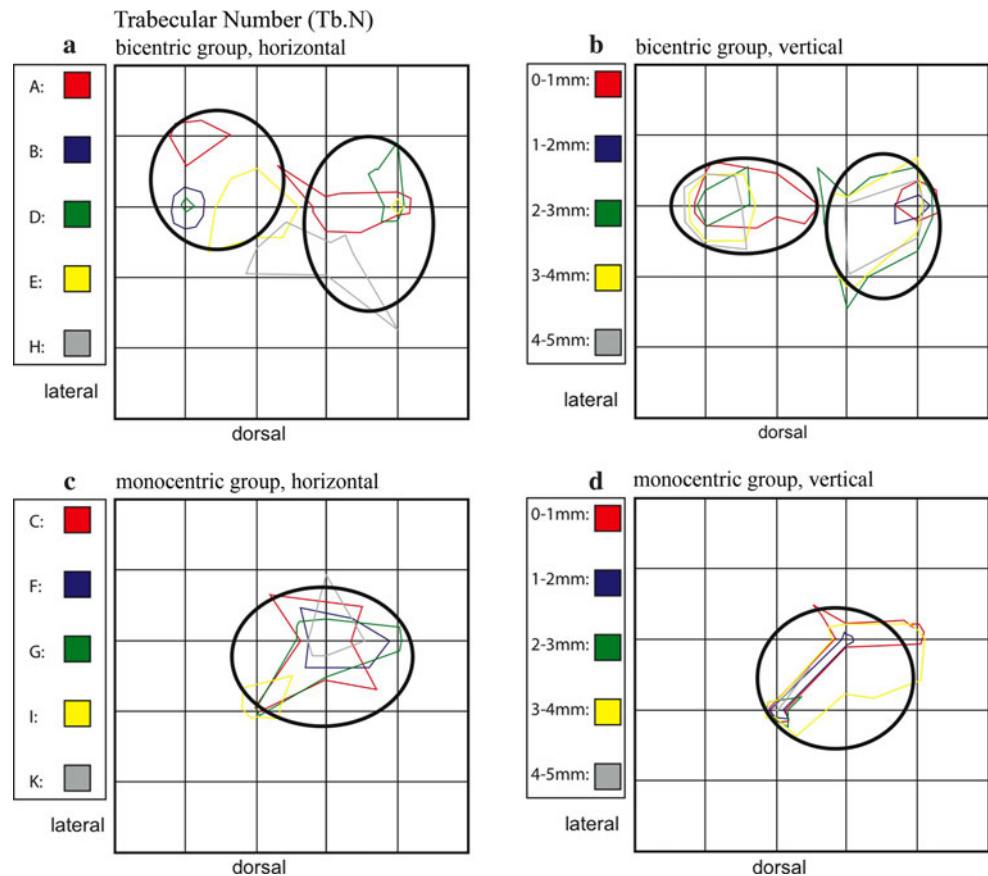 Trabecular Number (Tb.N)
a bicentric group, horizontal
A:
B:
D:
E:
H:
lateral
dorsal
b bicentric group, vertical
0-1mm:
1-2mm:
2-3mm:
3-4mm:
4-5mm:
lateral
dorsal
c monocentric group, horizontal
C:
F:
G:
I:
K:
lateral
dorsal
d monocentric group, vertical
0-1mm:
1-2mm:
2-3mm:
3-4mm:
4-5mm:
lateral
dorsal